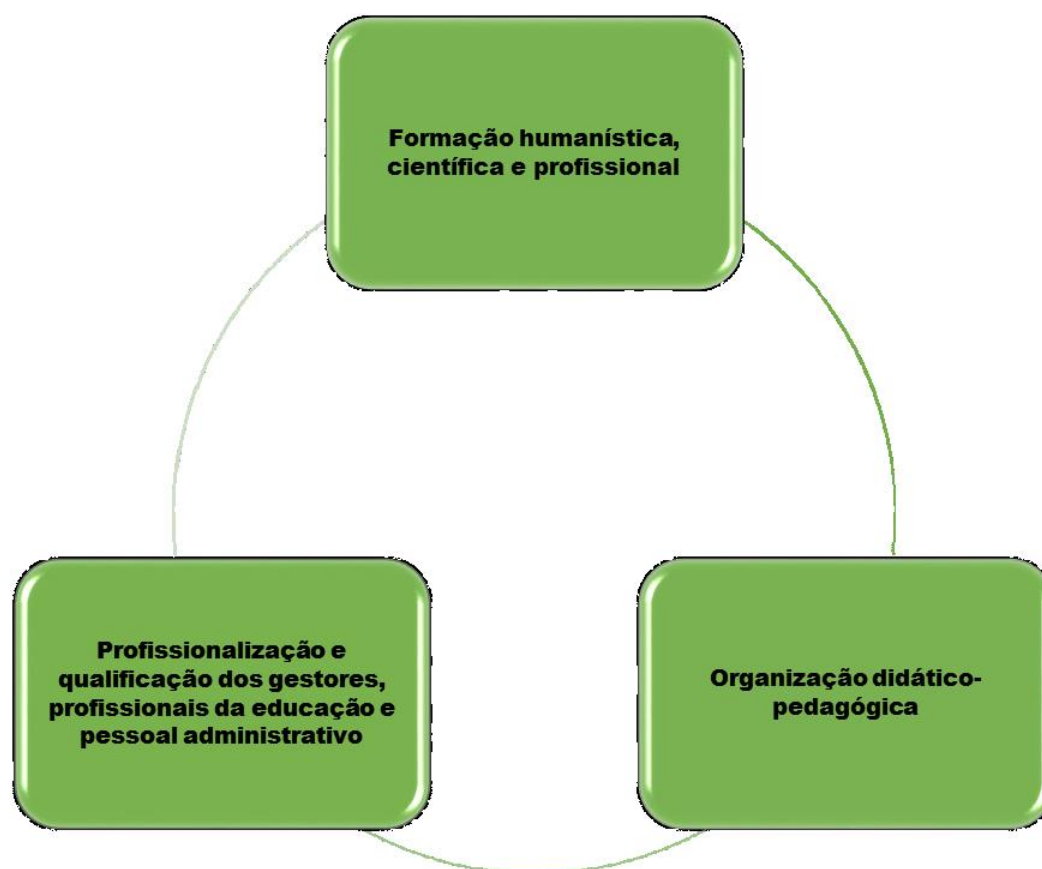 Formação humanística,
científica e profissional
Profissionalização e
qualificação dos gestores,
profissionais da educação e
pessoal administrativo
Organização didático-
pedagógica